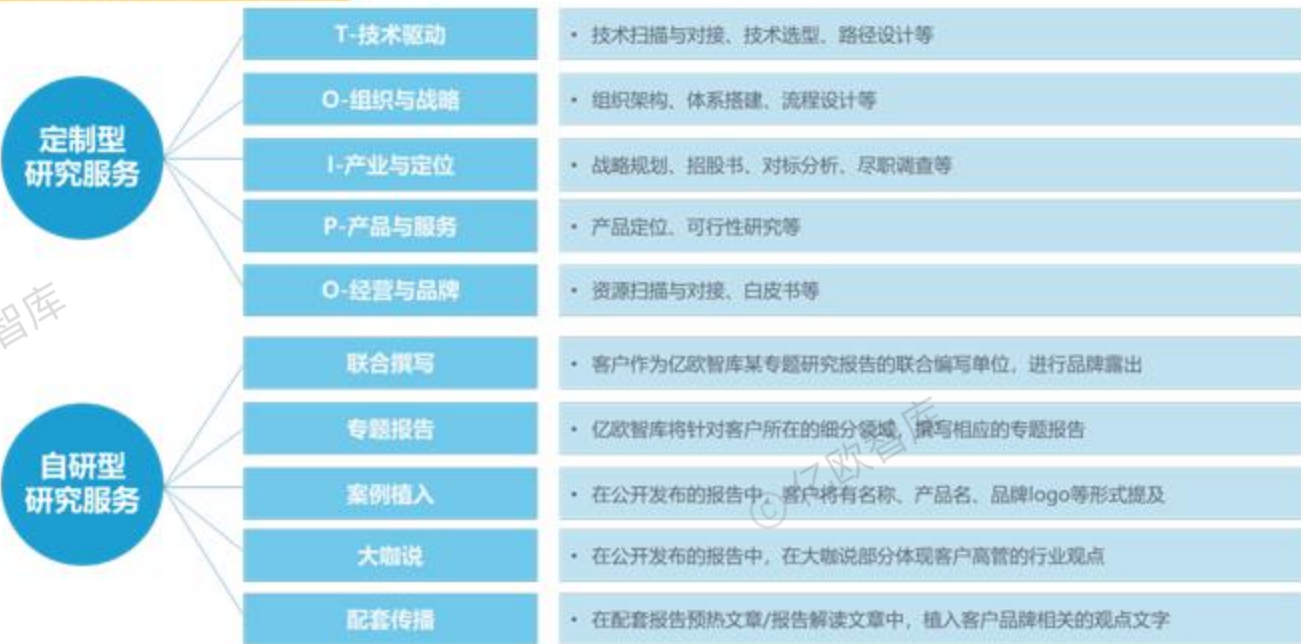 定制型
研究服务
T-技术驱动
• 技术扫描与对接、技术选型、路径设计等
O-组织与战略
• 组织架构、体系搭建、流程设计等
I-产业与定位
• 战略规划、招股书、对标分析、尽职调查等
P-产品与服务
• 产品定位、可行性研究等
O-经营与品牌
• 资源扫描与对接、白皮书等
智库
自研型
研究服务
联合撰写
• 客户作为亿欧智库某专题研究报告的联合编写单位，进行品牌露出
专题报告
• 亿欧智库将针对客户所在的细分领域，撰写相应的专题报告
案例植入
• 在公开发布的报告中，客户将有名称、产品名、品牌logo等形式提及
大咖说
• 在公开发布的报告中，在大咖说部分体现客户高管的行业观点
配套传播
• 在配套报告预热文章/报告解读文章中，植入客户品牌相关的观点文字
© 亿欧智库